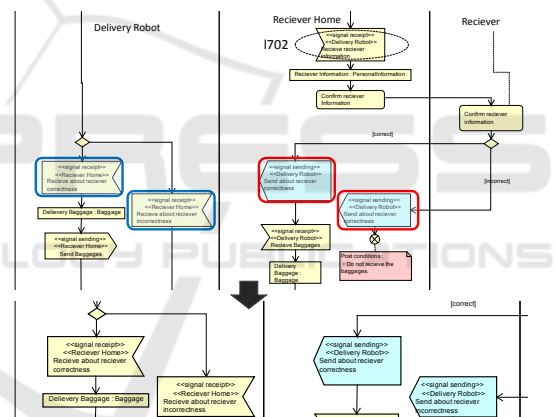 Delivery Robot
Reciever Home
Reciever
I702
<<signal receipt>>
<<Delivery Robot>>
Recieve reciever
information
Reciever Information : PersonalInformation
Confirm reciever
Information
Confirm reciever
information
[correct]
[incorrect]
<<signal receipt>>
<<Reciever Home>>
Recieve about reciever
correctness
<<signal receipt>>
<<Reciever Home>>
Recieve about reciever
incorrectness
Dellevery Baggage : Baggage
<<signal sending>>
<<Reciever Home>>
Send Baggeges
<<signal sending>>
<<Delivery Robot>>
Send about reciever
correctness
<<signal sending>>
<<Delivery Robot>>
Send about reciever
incorrectness
<<signal receipt>>
<<Delivery Robot>>
Recieve Baggages
Delivery
Baggege :
Baggage
Post conditions :
・Do not recieve the
baggages.
[correct]
<<signal receipt>>
<<Reciever Home>>
Recieve about reciever
correctness
<<signal receipt>>
<<Reciever Home>>
Recieve about reciever
incorrectness
Dellevery Baggage : Baggage
<<signal sending>>
<<Delivery Robot>>
Send about reciever
correctness
<<signal sending>>
<<Delivery Robot>>
Send about reciever
incorrectness